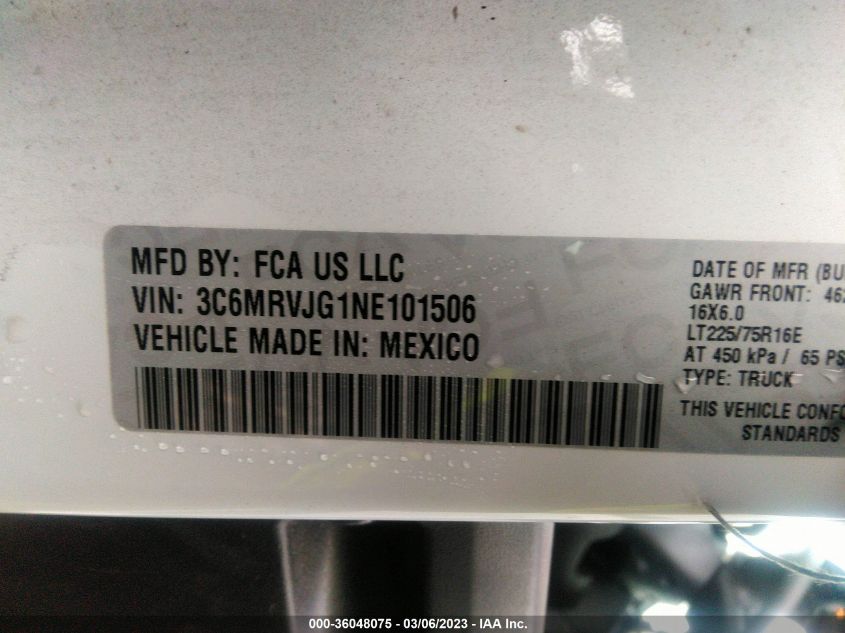 MFD BY: FCA US LLC
VIN: 3C6MRVJG1NE101506
VEHICLE MADE IN: MEXICO
DATE OF MFR
GAWR FRONT:
16X6.0
LT225/75R16E
AT 450 kPa / 65
TYPE: TRUCK
THIS VEHICLE
STANDARDS
000-36048075 - 03/06/2023 - IAA Inc.